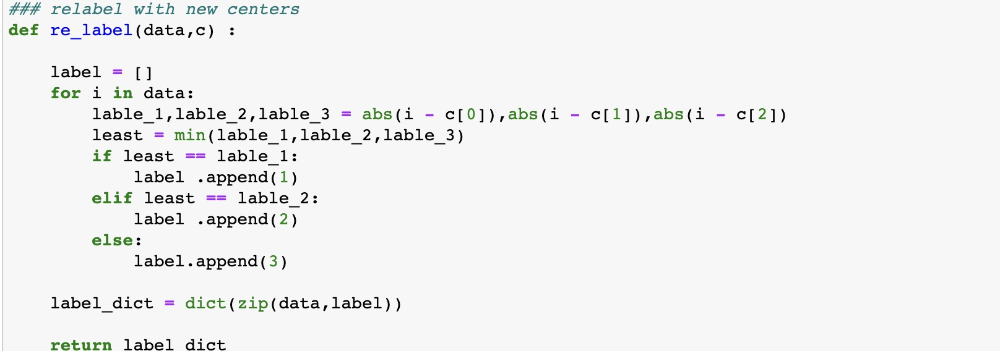 ### relabel with new centers
def re_label(data,c) :
label = []
for i in data:
lable_1,lable_2,lable_3 = abs(i - c[0]),abs(i - c[1]),abs(i - c[2])
least = min(lable_1,lable_2,lable_3)
if least == lable_1:
label .append(1)
elif least == lable_2:
label .append(2)
else:
label.append(3)
label_dict = dict(zip(data,label))
return label_dict